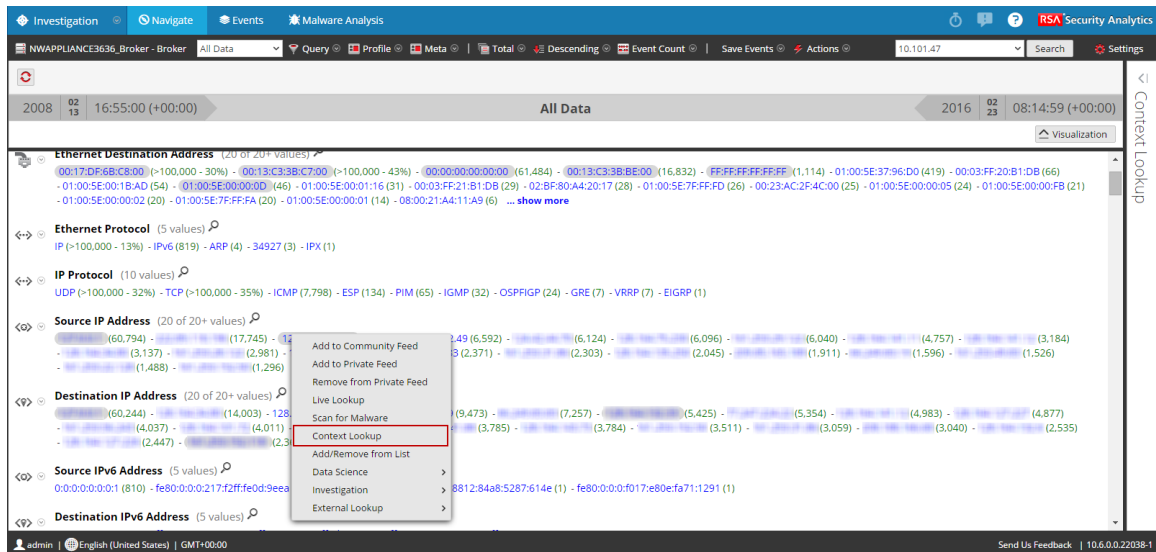 Investigation Navigate Events Malware Analysis ? RSA Security Analytics
NWAPPLIANCE3636_Broker - Broker All Data Query Profile Meta | Total Descending Event Count | Save Events Actions 10.101.47 Search Settings
2008 02 13 16:55:00 (+00:00) All Data 2016 02 23 08:14:59 (+00:00)
Context Lookup
Visualization
Ethernet Destination Address (20 of 20+ values)
00:17:DF:6B:C8:00 (>100,000 - 30%) - 00:13:C3:3B:C7:00 (>100,000 - 43%) - 00:00:00:00:00:00 (61,484) - 00:13:C3:3B:BE:00 (16,832) - FF:FF:FF:FF:FF:FF (1,114) - 01:00:5E:37:96:D0 (419) - 00:03:FF:20:B1:DB (66)
- 01:00:5E:00:1B:AD (54) - 01:00:5E:00:00:0D (46) - 01:00:5E:00:01:16 (31) - 00:03:FF:21:B1:DB (29) - 02:BF:80:A4:20:17 (28) - 01:00:5E:7F:FF:FD (26) - 00:23:AC:2F:4C:00 (25) - 01:00:5E:00:00:05 (24) - 01:00:5E:00:00:FB (21)
- 01:00:5E:00:00:02 (20) - 01:00:5E:7F:FF:FA (20) - 01:00:5E:00:00:01 (14) - 08:00:21:A4:11:A9 (6) ... show more
Ethernet Protocol (5 values)
IP (>100,000 - 13%) - IPv6 (819) - ARP (4) - 34927 (3) - IPX (1)
IP Protocol (10 values)
UDP (>100,000 - 32%) - TCP (>100,000 - 35%) - ICMP (7,798) - ESP (134) - PIM (65) - IGMP (32) - OSPFIGP (24) - GRE (7) - VRRP (7) - EIGRP (1)
Source IP Address (20 of 20+ values)
(60,794) - (17,745) - 12 2.49 (6,592) - (6,124) - (6,096) - (6,040) - (4,757) - (3,184)
- (3,137) - (2,981) - 3 (2,371) - (2,303) - (2,045) - (1,911) - (1,596) - (1,526)
- (1,488) - (1,296)
Destination IP Address (20 of 20+ values)
(60,244) - (14,003) - 128. (9,473) - (7,257) - (5,425) - (5,354) - (4,983) - (4,877)
- (4,037) - (4,011) - (3,785) - (3,784) - (3,511) - (3,059) - (3,040) - (2,535)
- (2,447) - (2,3
Source IPv6 Address (5 values)
0:0:0:0:0:0:0:1 (810) - fe80:0:0:0:217:f2ff:fe0d:9eea 8812:84a8:5287:614e (1) - fe80:0:0:0:f017:e80e:fa71:1291 (1)
Destination IPv6 Address (5 values)
Add to Community Feed
Add to Private Feed
Remove from Private Feed
Live Lookup
Scan for Malware
Context Lookup
Add/Remove from List
Data Science
Investigation
External Lookup
admin | English (United States) | GMT+00:00 Send Us Feedback | 10.6.0.0.22038-1